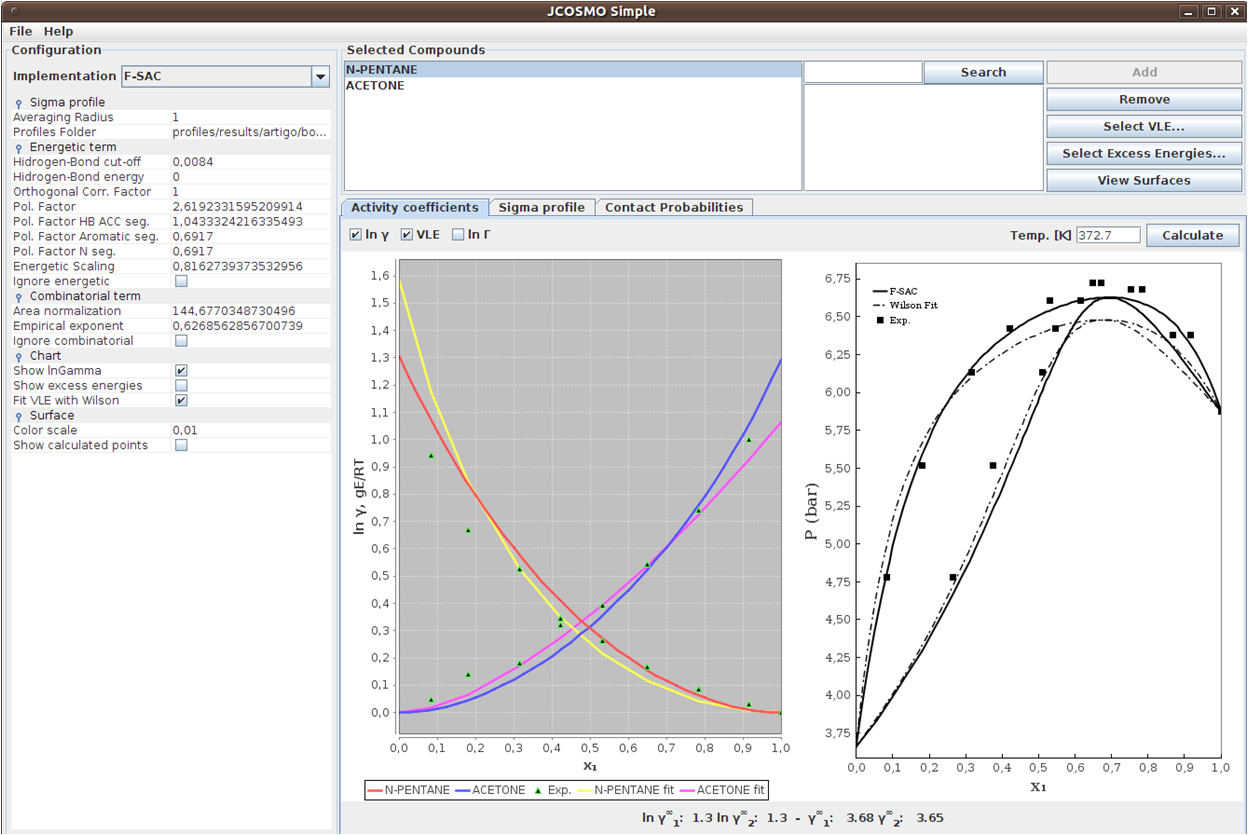 JCOSMO Simple
File Help
Configuration
Implementation F-SAC
Sigma profile
Averaging Radius 1
Profiles Folder profiles/results/artigo/bo...
Energetic term
Hidrogen-Bond cut-off 0,0084
Hidrogen-Bond energy 0
Orthogonal Corr. Factor 1
Pol. Factor 2,6192331595209914
Pol. Factor HB ACC seg. 1,0433324216335493
Pol. Factor Aromatic seg. 0,6917
Pol. Factor N seg. 0,6917
Energetic Scaling 0,8162739373532956
Ignore energetic
Combinatorial term
Area normalization 144,6770348730496
Empirical exponent 0,6268562856700739
Ignore combinatorial
Chart
Show lnGamma
Show excess energies
Fit VLE with Wilson
Surface
Color scale 0,01
Show calculated points
Selected Compounds
N-PENTANE
ACETONE
Search
Add
Remove
Select VLE...
Select Excess Energies...
View Surfaces
Activity coefficients Sigma profile Contact Probabilities
ln γ VLE ln Γ
Temp. [K] 372.7 Calculate
ln γ, gE/RT
1,6
1,5
1,4
1,3
1,2
1,1
1,0
0,9
0,8
0,7
0,6
0,5
0,4
0,3
0,2
0,1
0,0
0,0 0,1 0,2 0,3 0,4 0,5 0,6 0,7 0,8 0,9 1,0
x₁
N-PENTANE ACETONE Exp. N-PENTANE fit ACETONE fit
F-SAC
Wilson Fit
Exp.
P (bar)
6,75
6,50
6,25
6,00
5,75
5,50
5,25
5,00
4,75
4,50
4,25
4,00
3,75
0,0 0,1 0,2 0,3 0,4 0,5 0,6 0,7 0,8 0,9 1,0
X1
ln γ∞₁: 1.3 ln γ∞₂: 1.3 - γ∞₁: 3.68 γ∞₂: 3.65